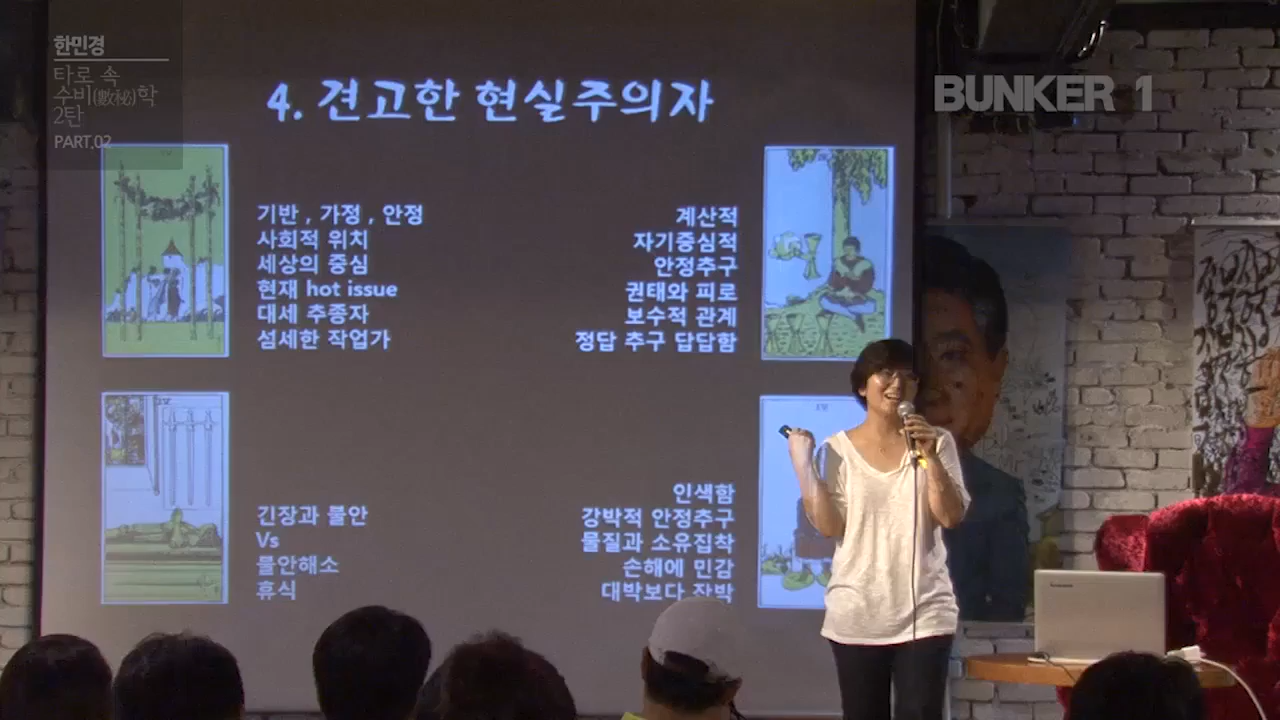 한민경
타로 속
수비(數秘)학
2탄
PART.02
BUNKER 1
4. 견고한 현실주의자
기반 , 가정 , 안정
사회적 위치
세상의 중심
현재 hot issue
대세 추종자
섬세한 작업가
계산적
자기중심적
안정추구
권태와 피로
보수적 관계
정답 추구 답답함
긴장과 불안
Vs
불안해소
휴식
인색함
강박적 안정추구
물질과 소유집착
손해에 민감
대박보다 잔박
lenovo